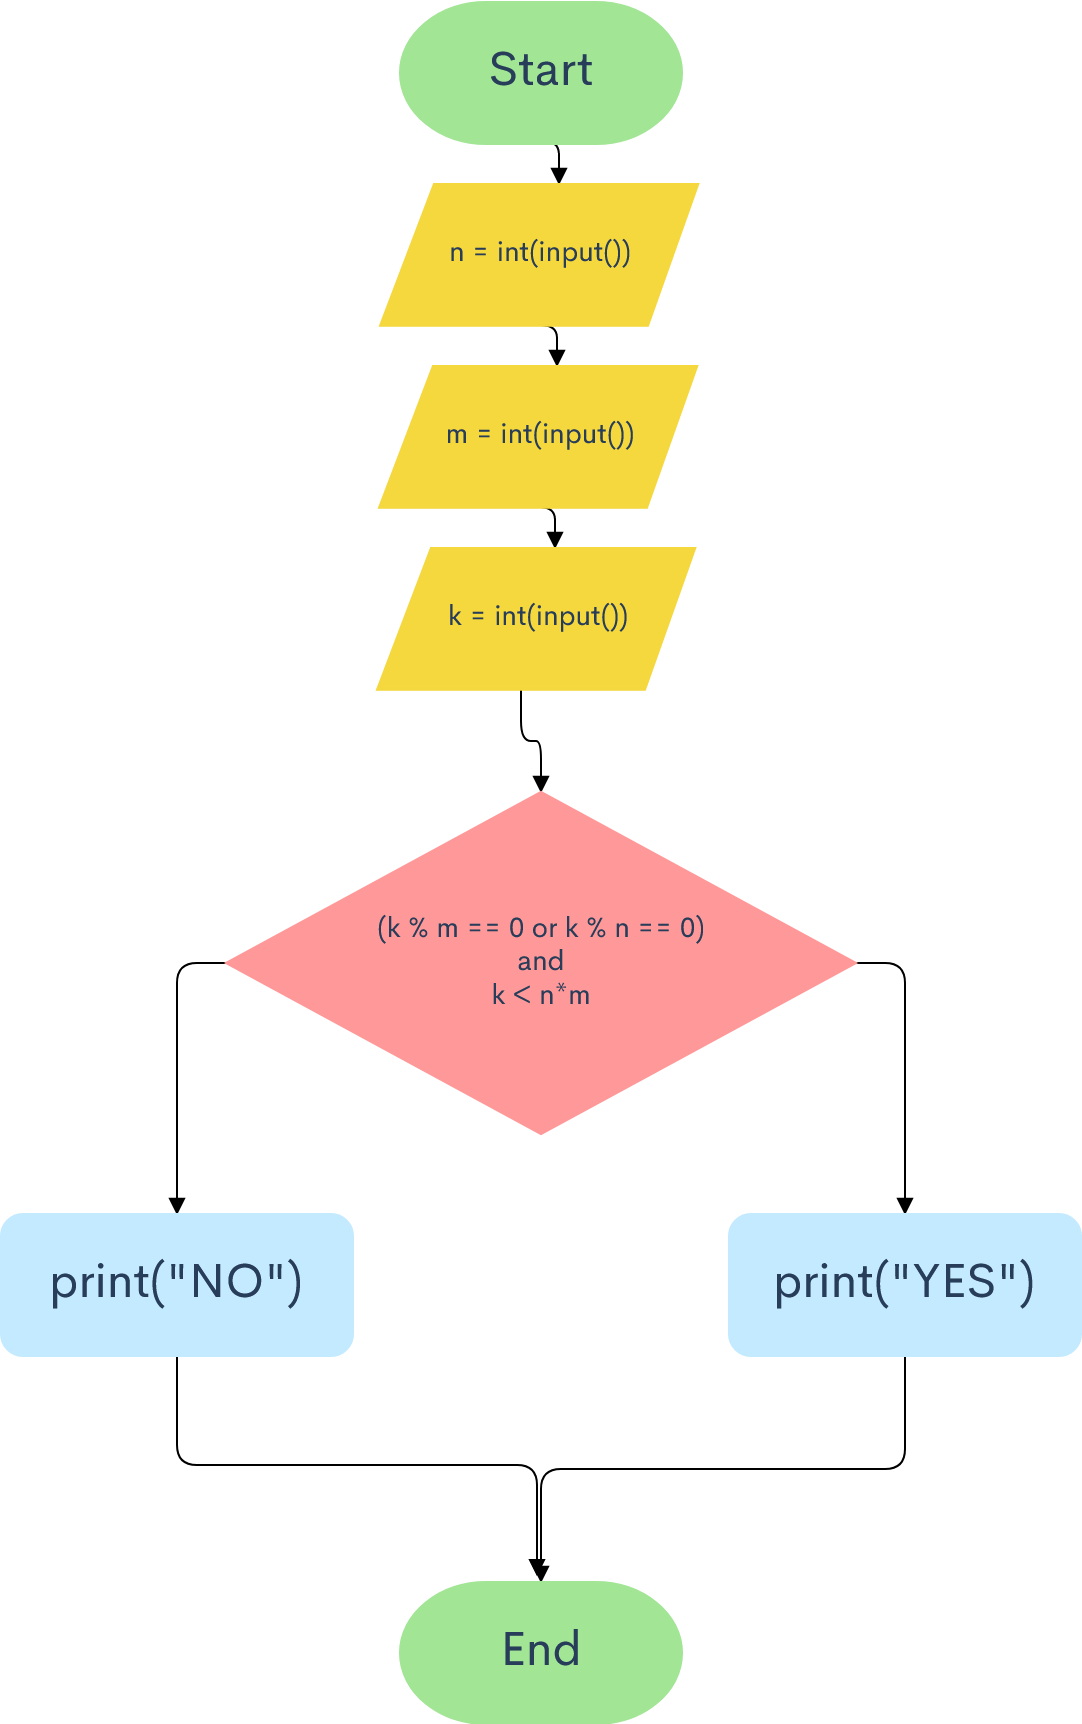 Start
n = int(input())
m = int(input())
k = int(input())
(k % m == 0 or k % n == 0)
and
k < n*m
print("NO")
print("YES")
End